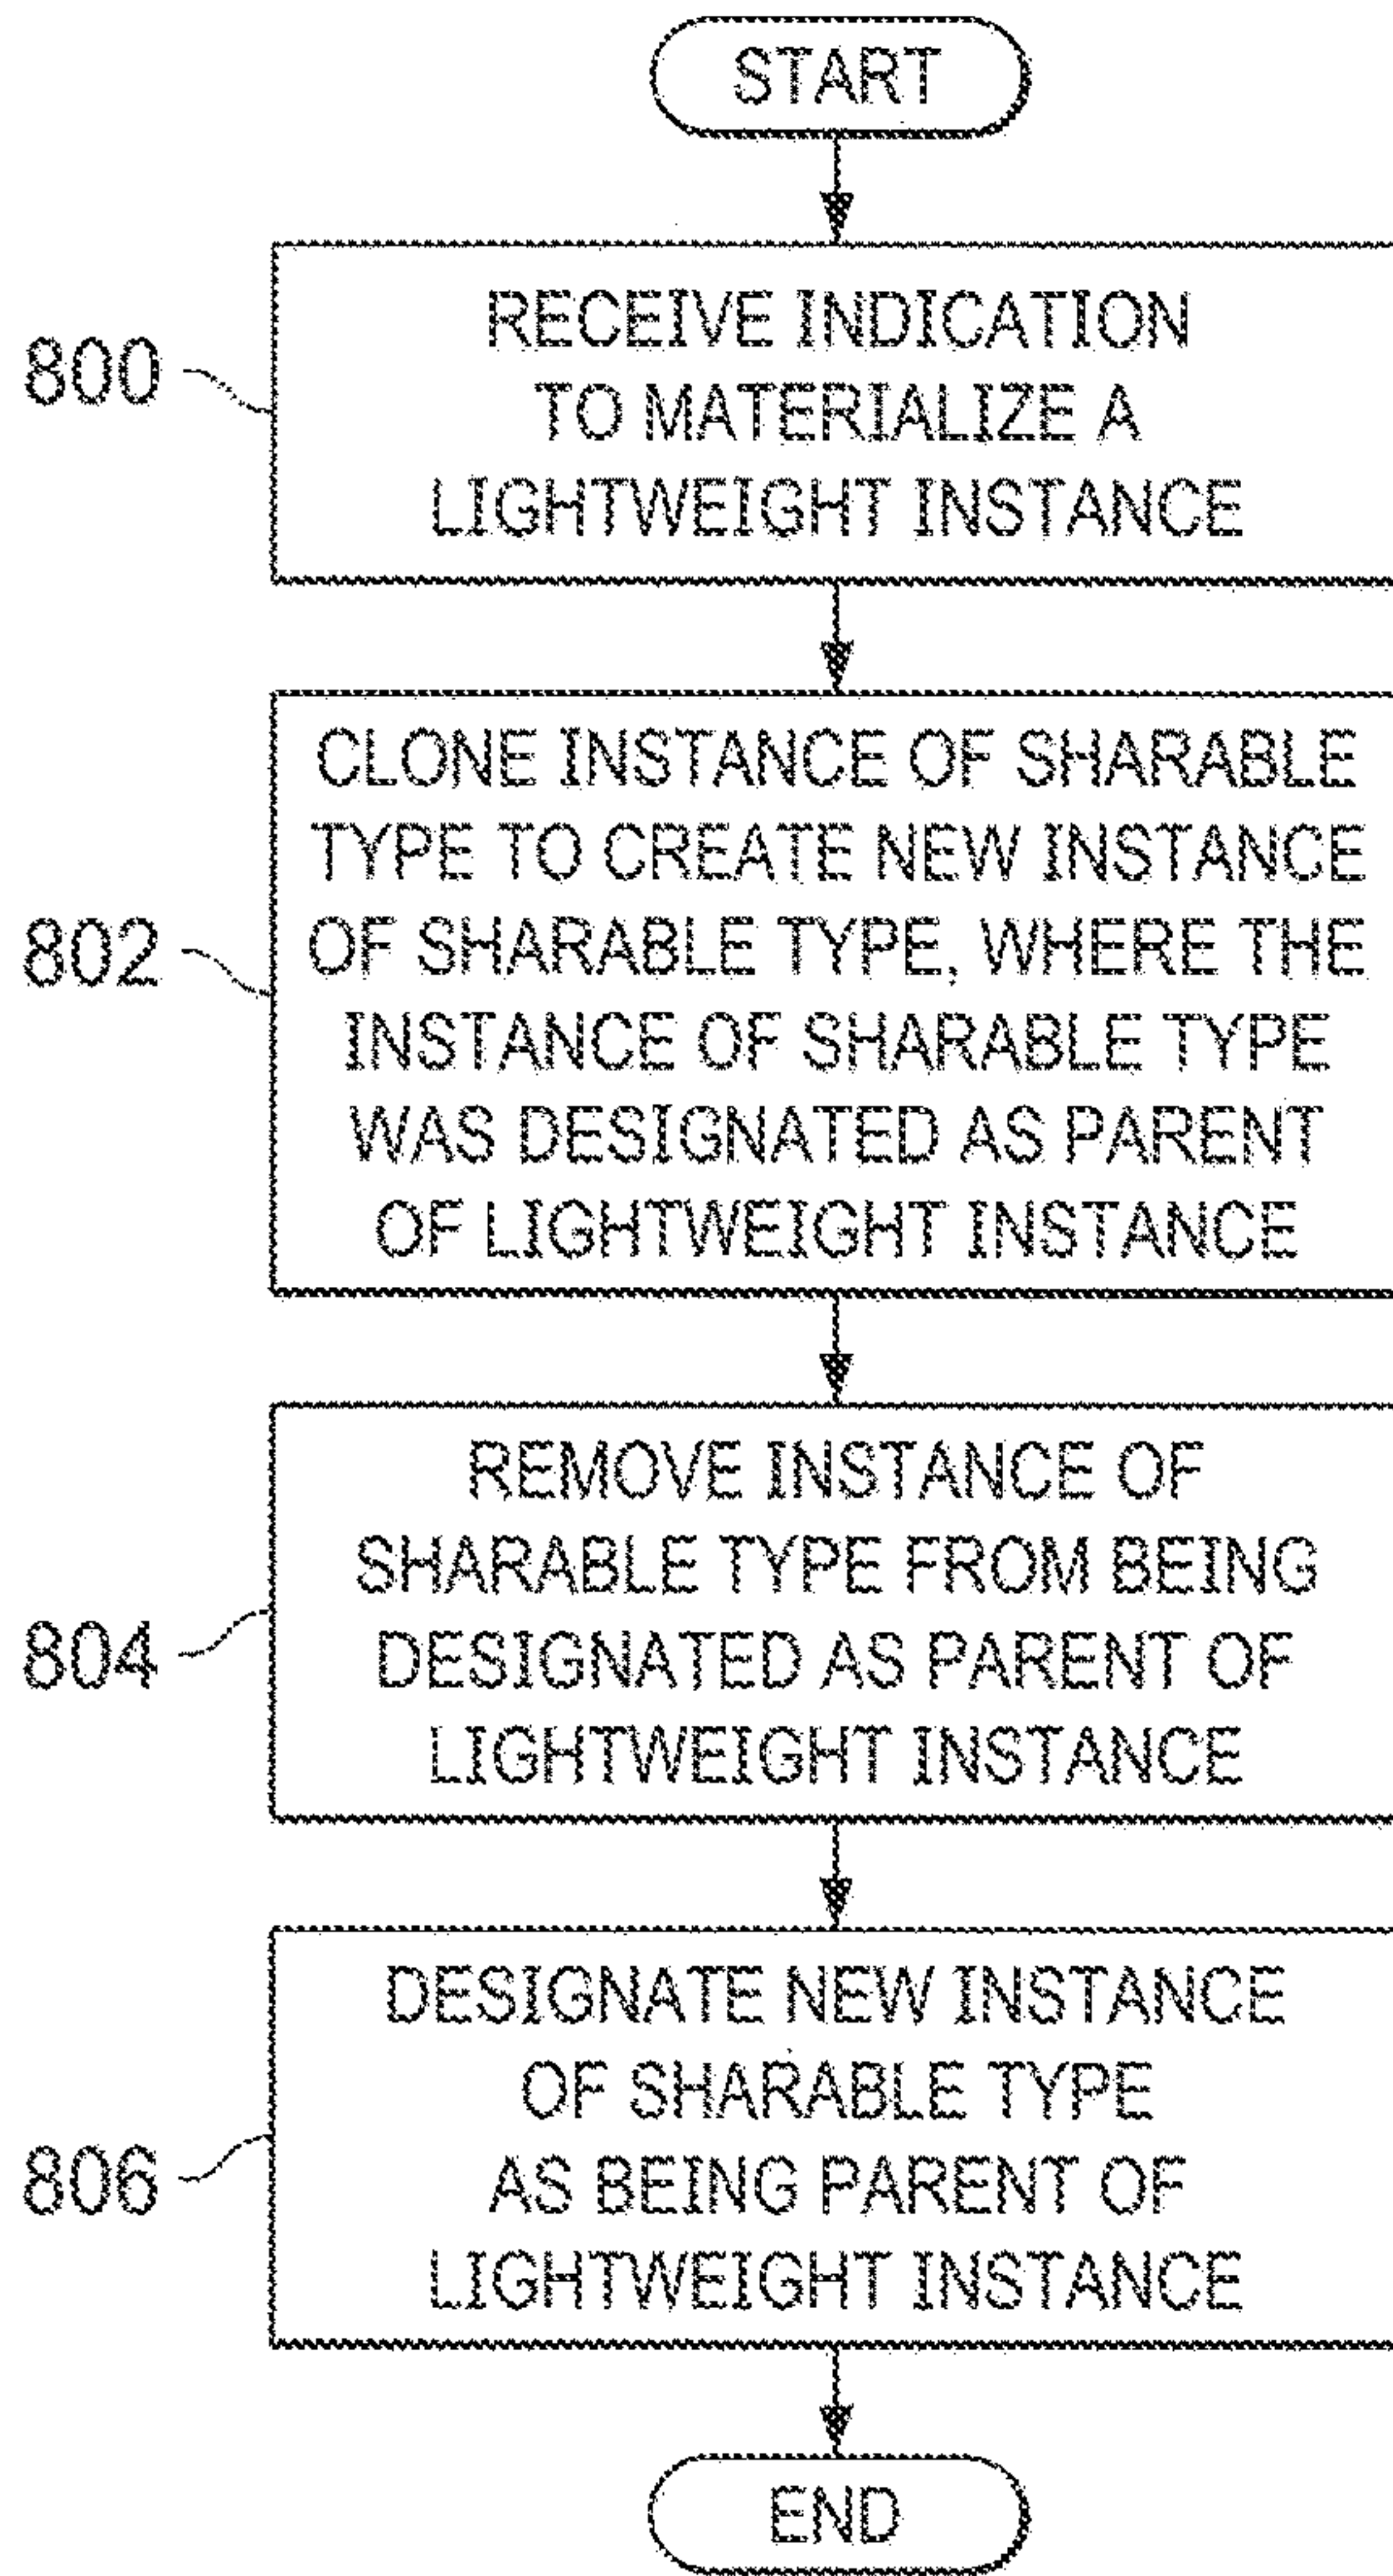 START
800
RECEIVE INDICATION
TO MATERIALIZE A
LIGHTWEIGHT INSTANCE
802
CLONE INSTANCE OF SHARABLE
TYPE TO CREATE NEW INSTANCE
OF SHARABLE TYPE, WHERE THE
INSTANCE OF SHARABLE TYPE
WAS DESIGNATED AS PARENT
OF LIGHTWEIGHT INSTANCE
804
REMOVE INSTANCE OF
SHARABLE TYPE FROM BEING
DESIGNATED AS PARENT OF
LIGHTWEIGHT INSTANCE
806
DESIGNATE NEW INSTANCE
OF SHARABLE TYPE
AS BEING PARENT OF
LIGHTWEIGHT INSTANCE
END